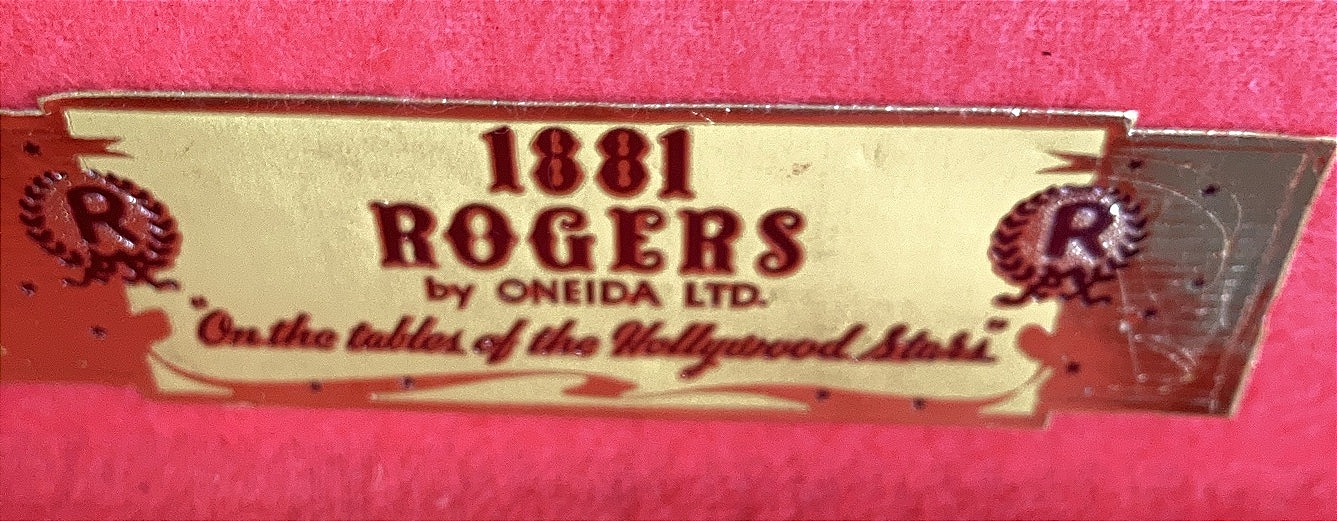 1881
ROGERS
by ONEIDA LTD.
"On the tables of the Hollywood Stars"
R
R